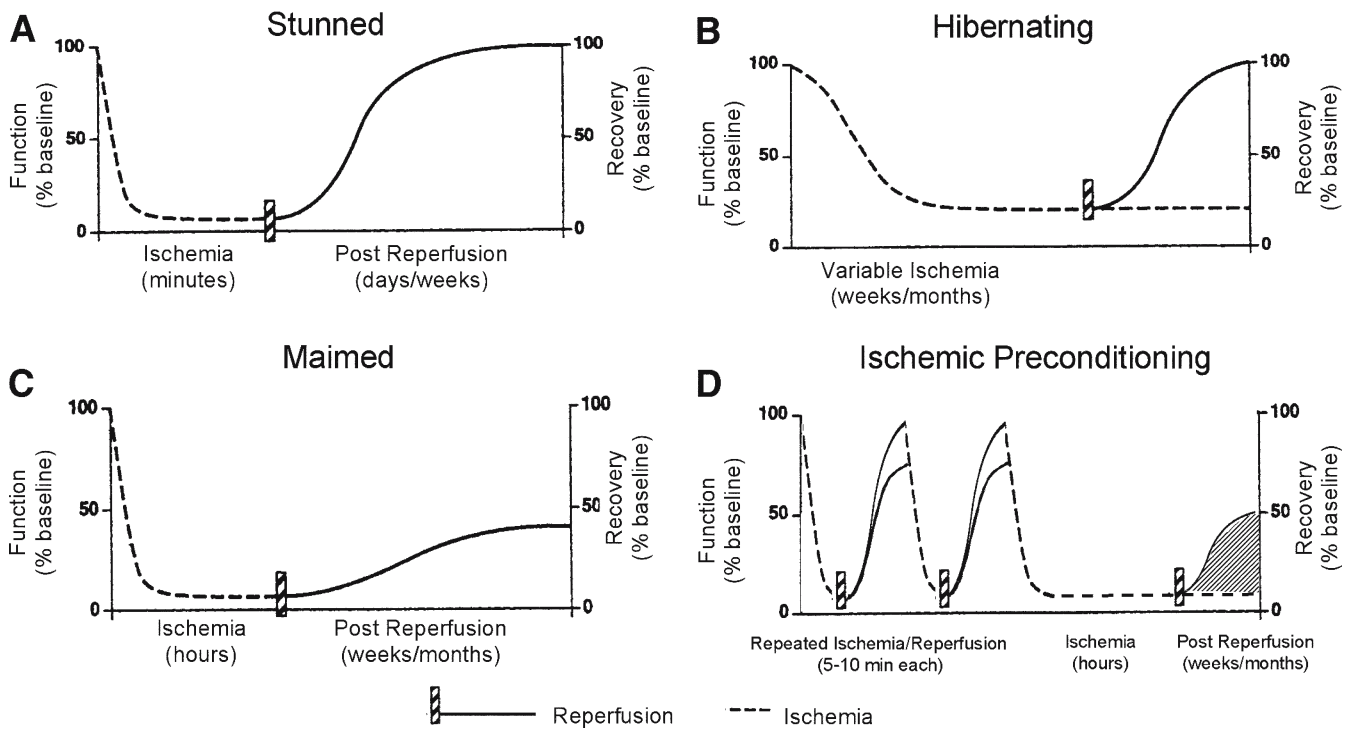 A
Stunned
100
50
0
Function
(% baseline)
100
50
0
Recovery
(% baseline)
Ischemia
(minutes)
Post Reperfusion
(days/weeks)
B
Hibernating
100
50
0
Function
(% baseline)
100
50
0
Recovery
(% baseline)
Variable Ischemia
(weeks/months)
C
Maimed
100
50
0
Function
(% baseline)
100
50
0
Recovery
(% baseline)
Ischemia
(hours)
Post Reperfusion
(weeks/months)
D
Ischemic Preconditioning
100
50
0
Function
(% baseline)
100
50
0
Recovery
(% baseline)
Repeated Ischemia/Reperfusion
(5-10 min each)
Ischemia
(hours)
Post Reperfusion
(weeks/months)
Reperfusion
Ischemia